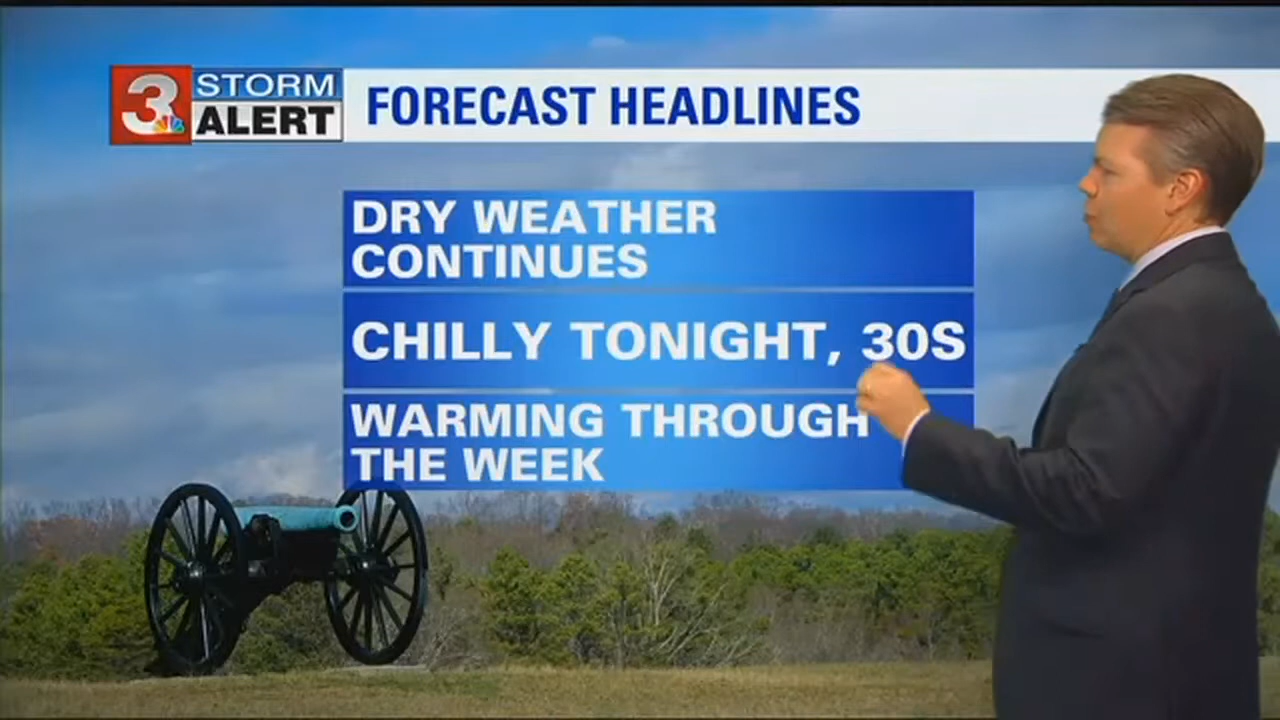 3 STORM
ALERT
FORECAST HEADLINES
DRY WEATHER
CONTINUES
CHILLY TONIGHT, 30S
WARMING THROUGH
THE WEEK